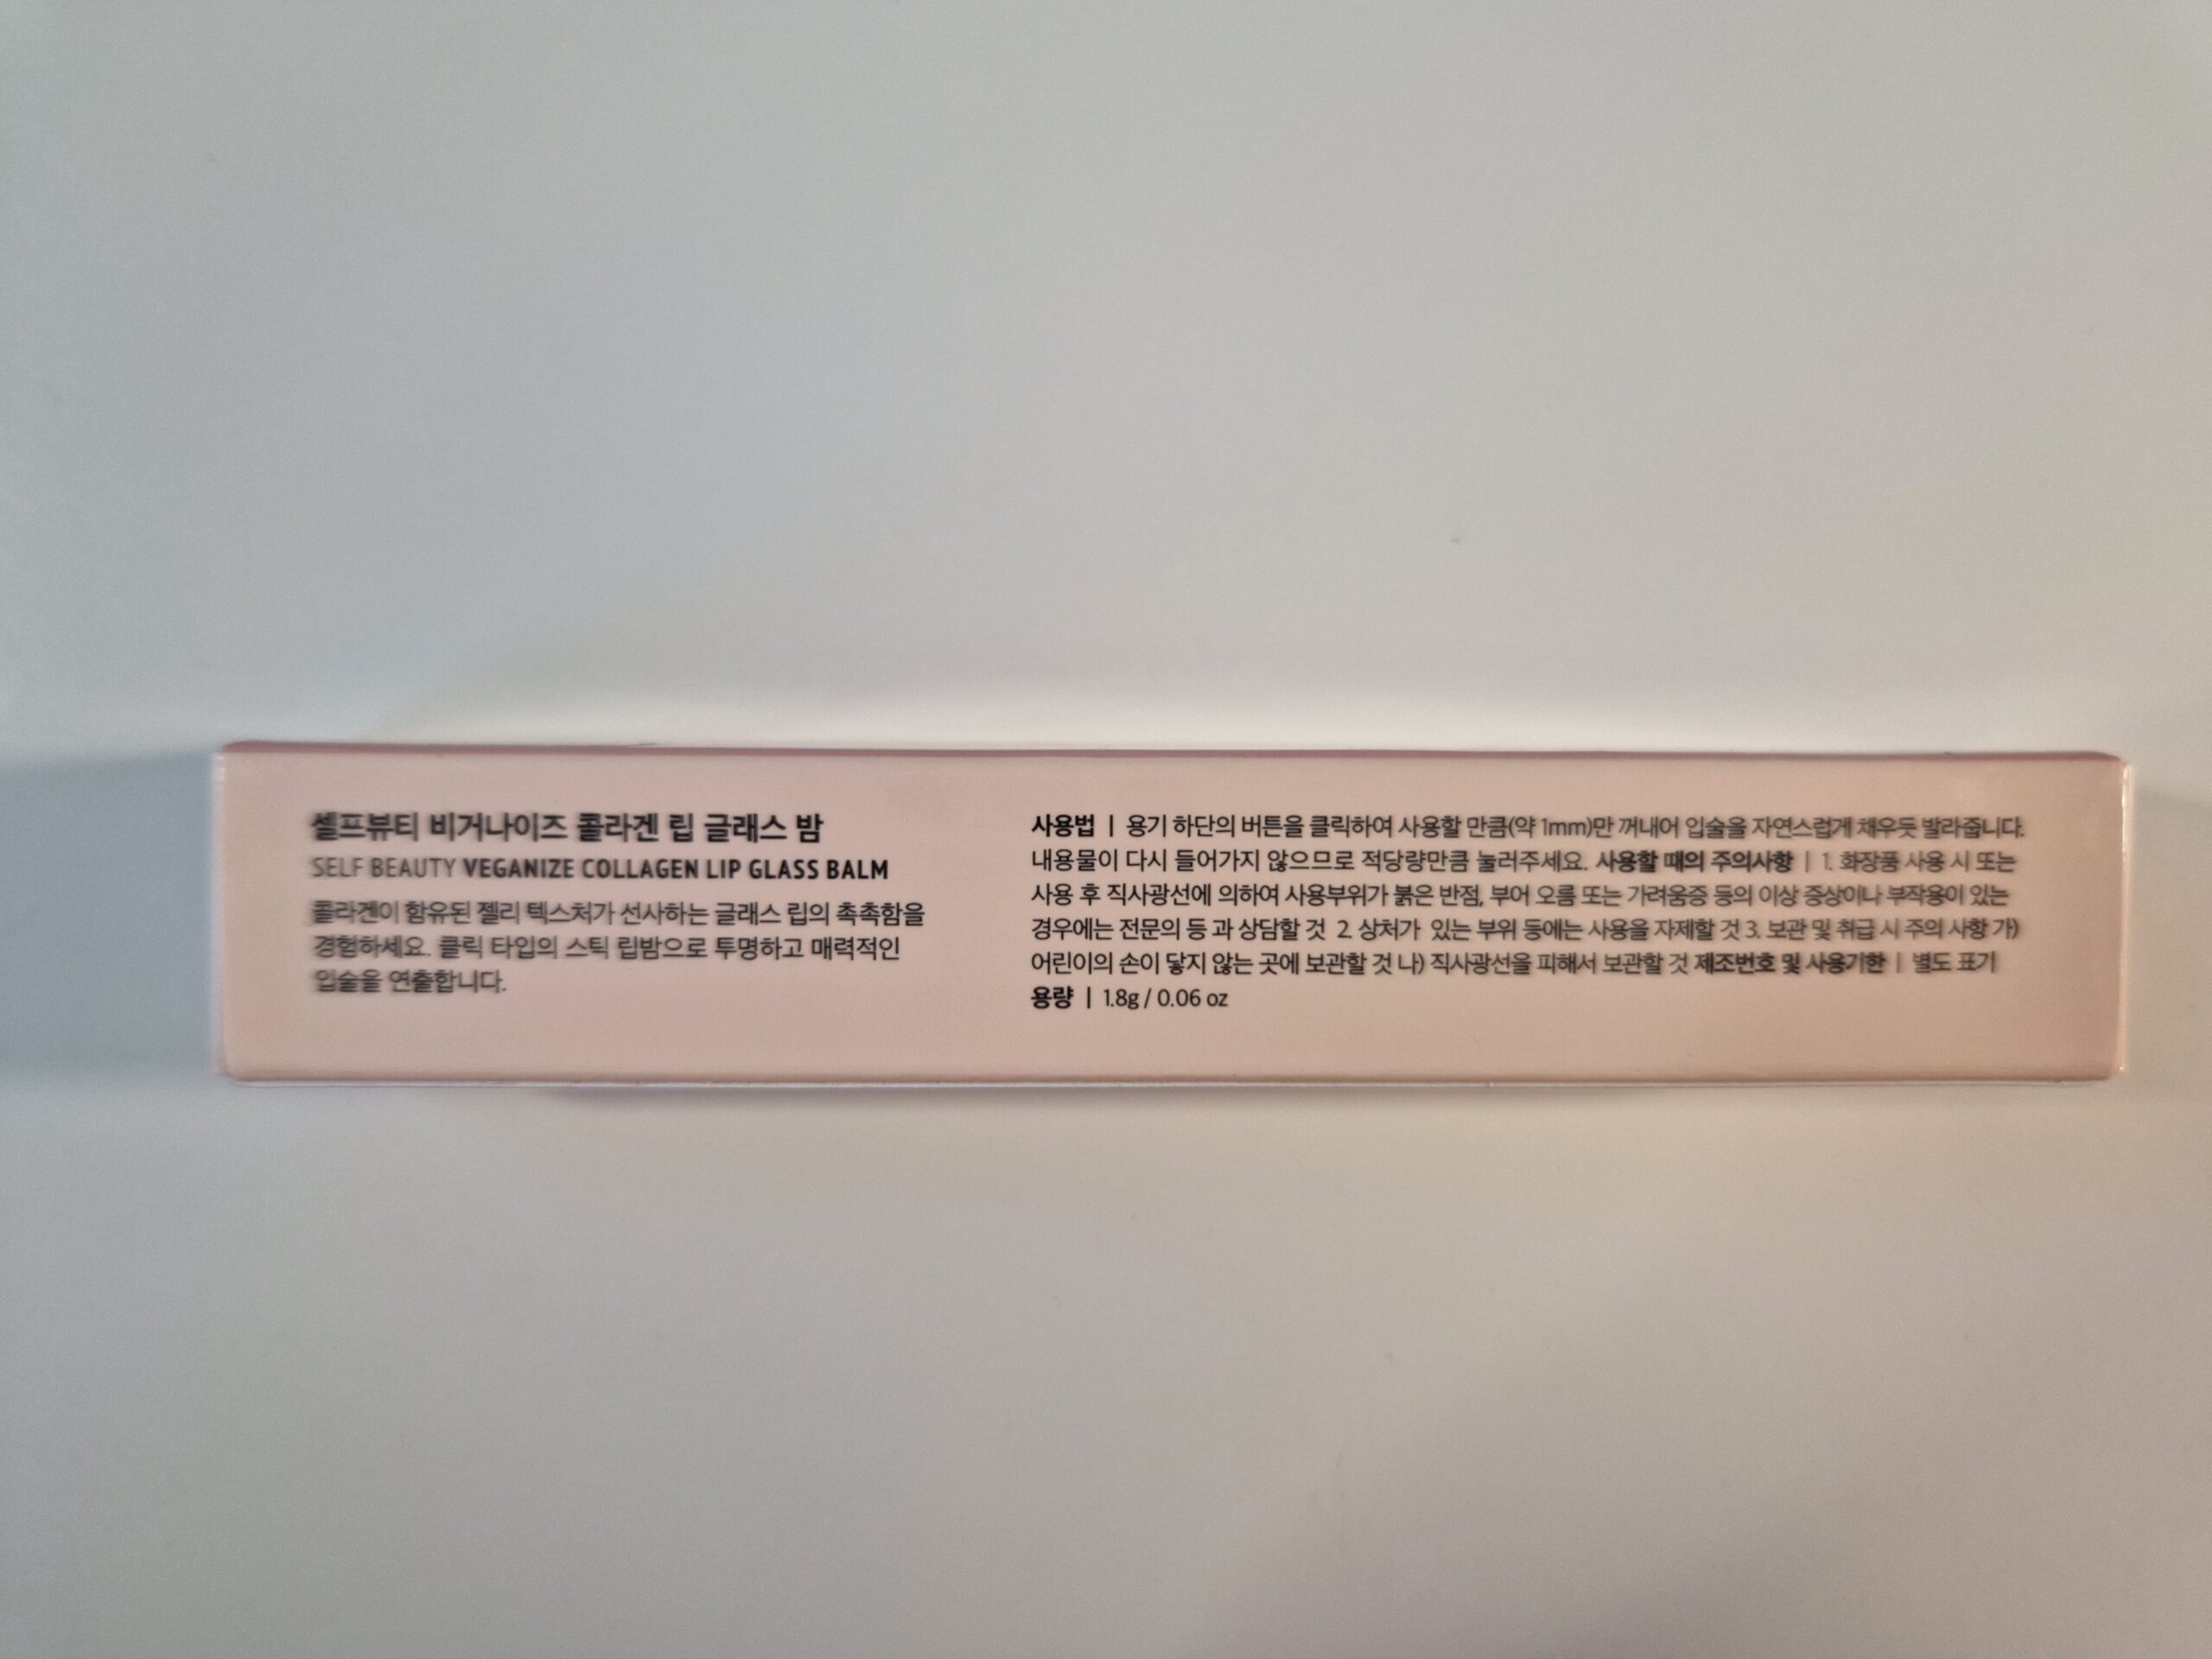 셀프뷰티 비거나이즈 콜라겐 립 글래스 밤
SELF BEAUTY VEGANIZE COLLAGEN LIP GLASS BALM
콜라겐이 함유된 젤리 텍스처가 선사하는 글래스 립의 촉촉함을
경험하세요. 클릭 타입의 스틱 립밤으로 투명하고 매력적인
입술을 연출합니다.
사용법 | 용기 하단의 버튼을 클릭하여 사용할 만큼(약 1mm)만 꺼내어 입술을 자연스럽게 채우듯 발라줍니다.
내용물이 다시 들어가지 않으므로 적당량만큼 눌러주세요. 사용할 때의 주의사항 | 1. 화장품 사용 시 또는
사용 후 직사광선에 의하여 사용부위가 붉은 반점, 부어 오름 또는 가려움증 등의 이상 증상이나 부작용이 있는
경우에는 전문의 등 과 상담할 것 2. 상처가 있는 부위 등에는 사용을 자제할 것 3. 보관 및 취급 시 주의 사항 가)
어린이의 손이 닿지 않는 곳에 보관할 것 나) 직사광선을 피해서 보관할 것 제조번호 및 사용기한 | 별도 표기
용량 | 1.8g / 0.06 oz